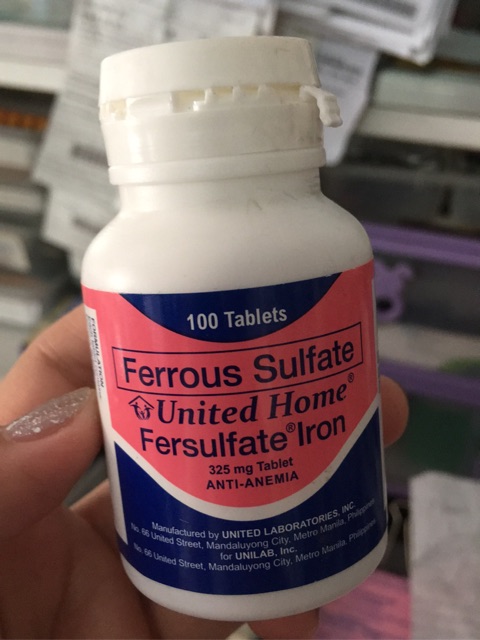 100 Tablets
Ferrous Sulfate
United Home®
Fersulfate® Iron
325 mg Tablet
ANTI-ANEMIA
Manufactured by UNITED LABORATORIES, INC.
No. 66 United Street, Mandaluyong City, Metro Manila, Philippines
for UNILAB, Inc.
No. 66 United Street, Mandaluyong City, Metro Manila, Philippines
FORMULATION